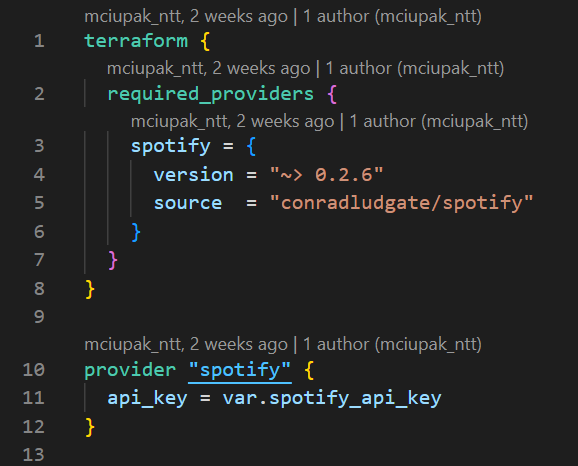 mciupak_ntt, 2 weeks ago | 1 author (mciupak_ntt)
1 terraform {
mciupak_ntt, 2 weeks ago | 1 author (mciupak_ntt)
2 required_providers {
mciupak_ntt, 2 weeks ago | 1 author (mciupak_ntt)
3 spotify = {
4 version = "~> 0.2.6"
5 source  = "conradludgate/spotify"
6 }
7 }
8 }
9
mciupak_ntt, 2 weeks ago | 1 author (mciupak_ntt)
10 provider "spotify" {
11 api_key = var.spotify_api_key
12 }
13